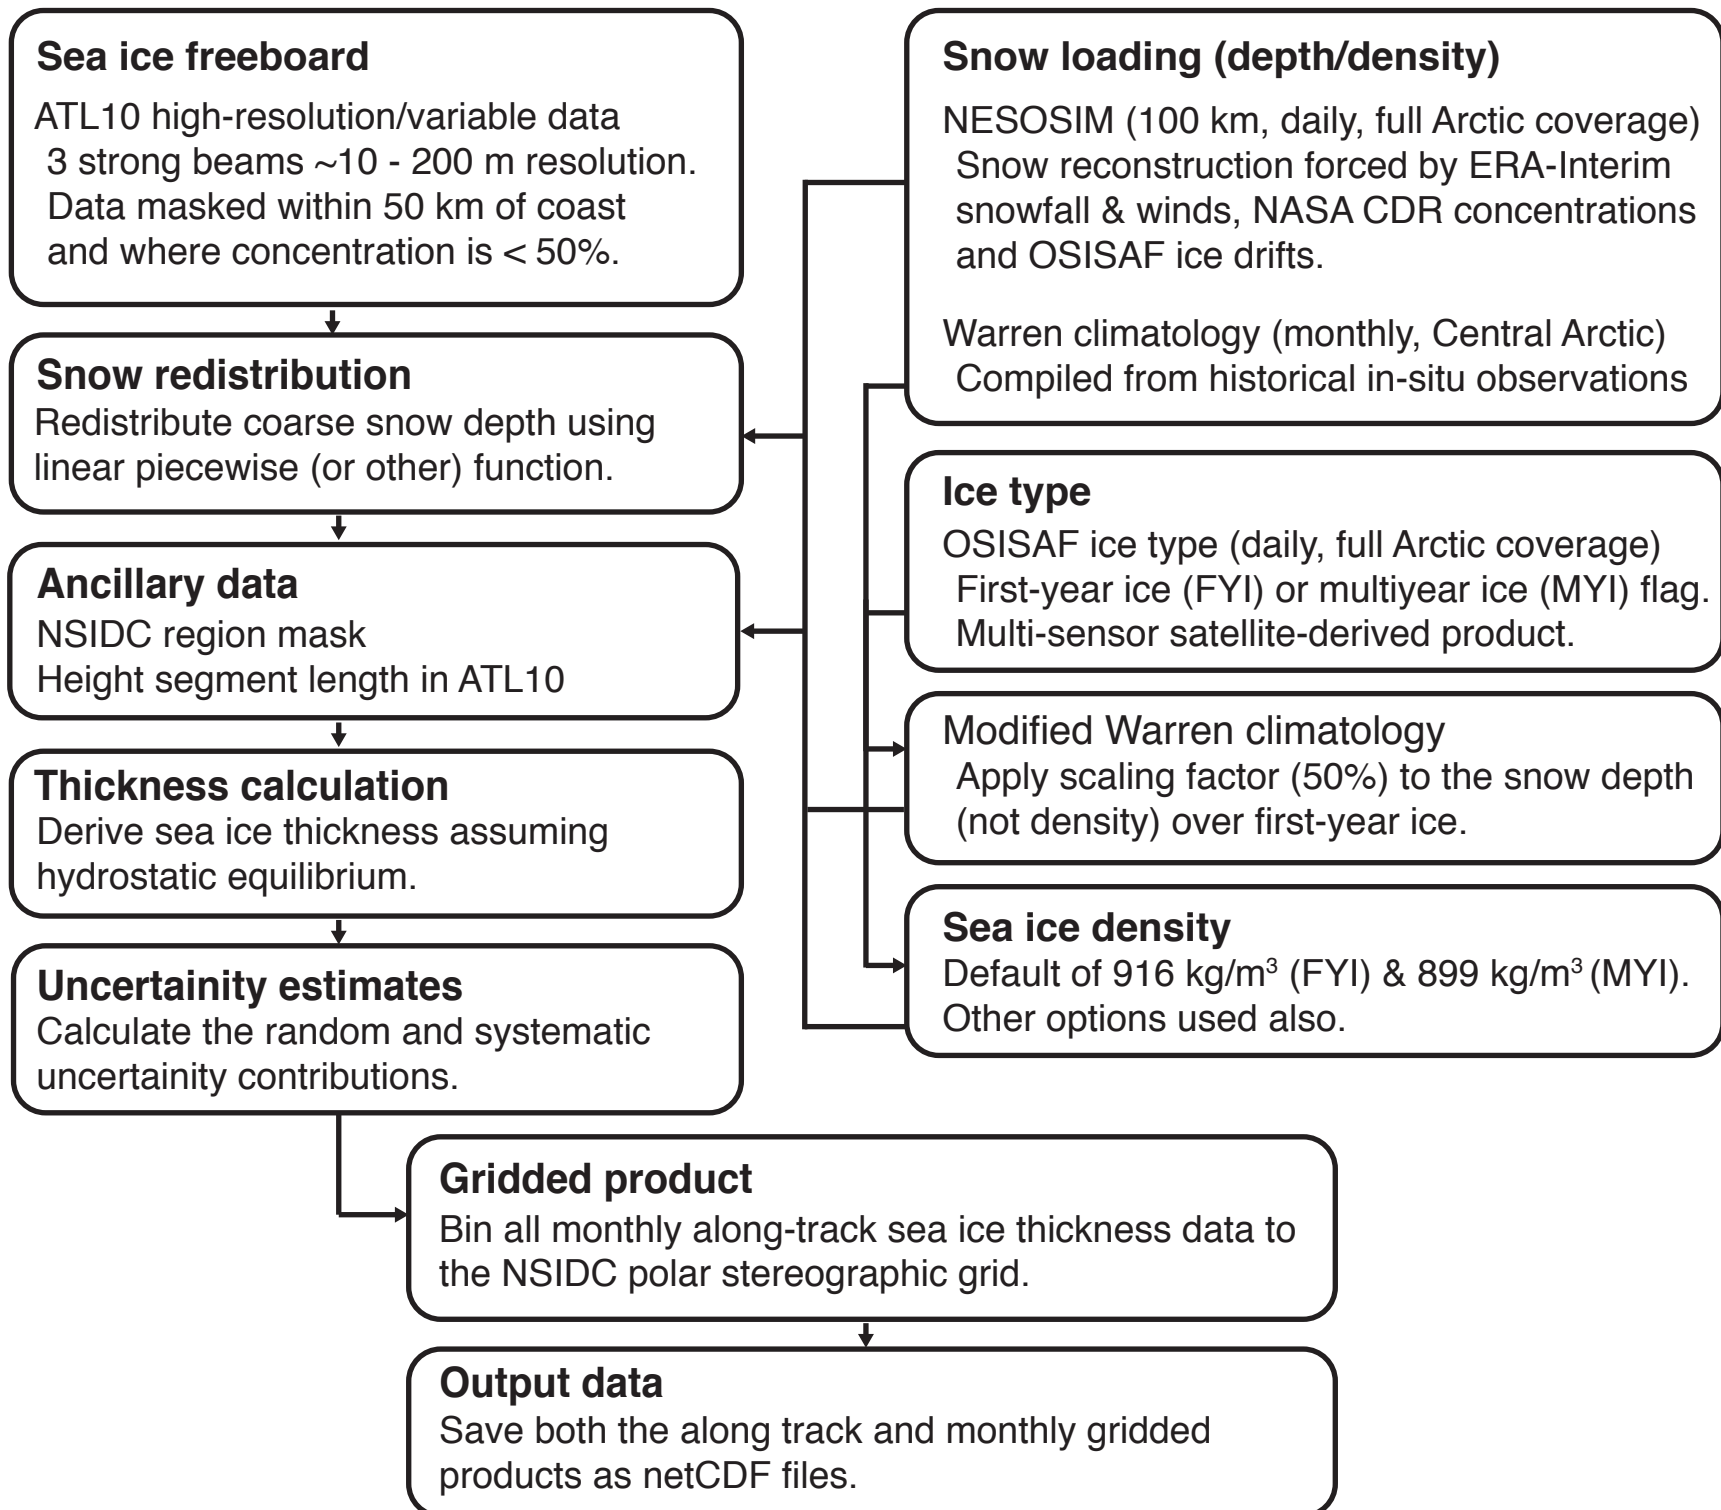 Sea ice freeboard
ATL10 high-resolution/variable data
3 strong beams ~10 - 200 m resolution.
Data masked within 50 km of coast
and where concentration is < 50%.
Snow redistribution
Redistribute coarse snow depth using
linear piecewise (or other) function.
Ancillary data
NSIDC region mask
Height segment length in ATL10
Thickness calculation
Derive sea ice thickness assuming
hydrostatic equilibrium.
Uncertainity estimates
Calculate the random and systematic
uncertainity contributions.
Snow loading (depth/density)
NESOSIM (100 km, daily, full Arctic coverage)
Snow reconstruction forced by ERA-Interim
snowfall & winds, NASA CDR concentrations
and OSISAF ice drifts.
Warren climatology (monthly, Central Arctic)
Compiled from historical in-situ observations
Ice type
OSISAF ice type (daily, full Arctic coverage)
First-year ice (FYI) or multiyear ice (MYI) flag.
Multi-sensor satellite-derived product.
Modified Warren climatology
Apply scaling factor (50%) to the snow depth
(not density) over first-year ice.
Sea ice density
Default of 916 kg/m³ (FYI) & 899 kg/m³ (MYI).
Other options used also.
Gridded product
Bin all monthly along-track sea ice thickness data to
the NSIDC polar stereographic grid.
Output data
Save both the along track and monthly gridded
products as netCDF files.